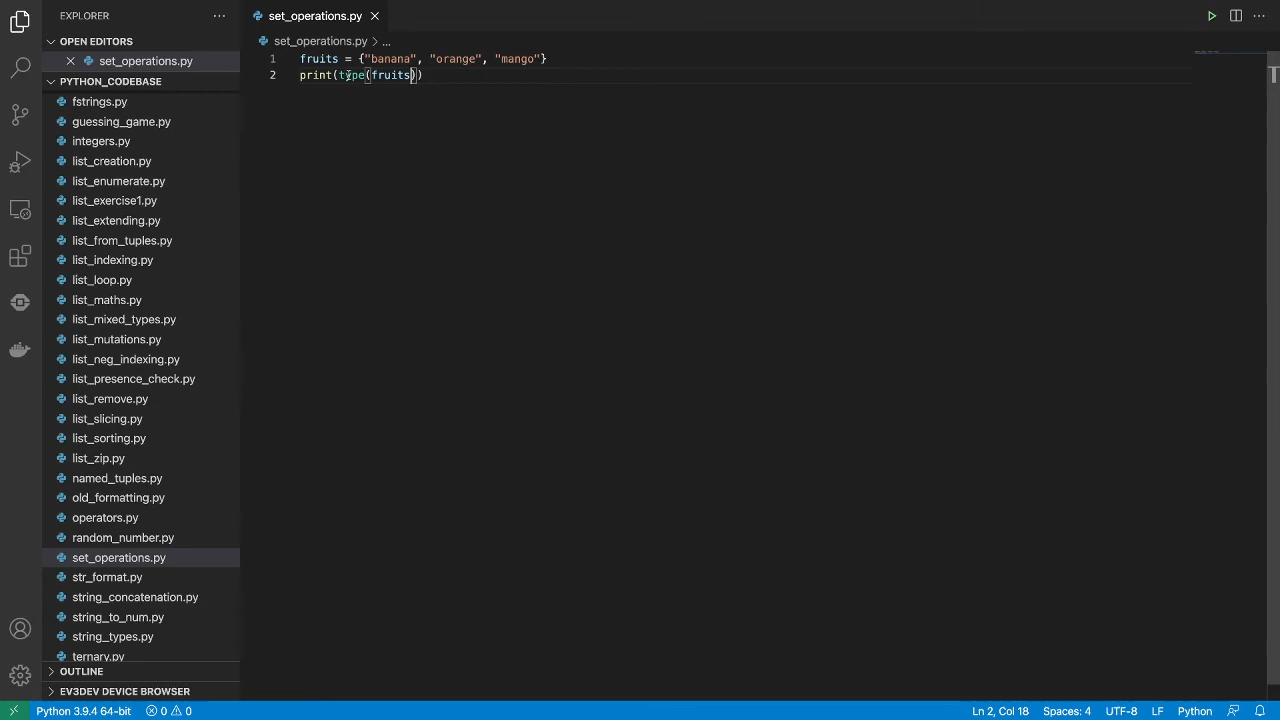 EXPLORER
OPEN EDITORS
set_operations.py
PYTHON_CODEBASE
fstrings.py
guessing_game.py
integers.py
list_creation.py
list_enumerate.py
list_exercise1.py
list_extending.py
list_from_tuples.py
list_indexing.py
list_loop.py
list_maths.py
list_mixed_types.py
list_mutations.py
list_neg_indexing.py
list_presence_check.py
list_remove.py
list_slicing.py
list_sorting.py
list_zip.py
named_tuples.py
old_formatting.py
operators.py
random_number.py
set_operations.py
str_format.py
string_concatenation.py
string_to_num.py
string_types.py
ternary.py
OUTLINE
EV3DEV DEVICE BROWSER
set_operations.py
set_operations.py > ...
1 fruits = {"banana", "orange", "mango"}
2 print(type(fruits))
Python 3.9.4 64-bit 0 0 Ln 2, Col 18 Spaces: 4 UTF-8 LF Python